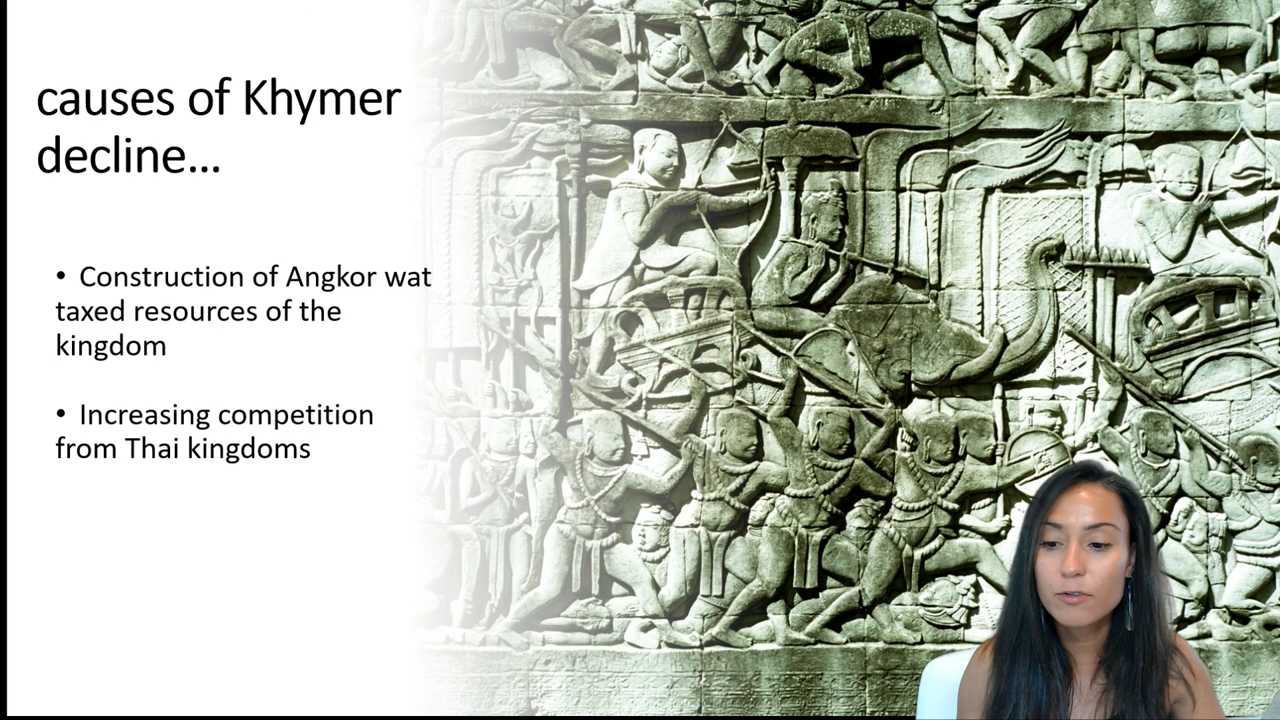 causes of Khymer
decline...
• Construction of Angkor wat
taxed resources of the
kingdom
• Increasing competition
from Thai kingdoms